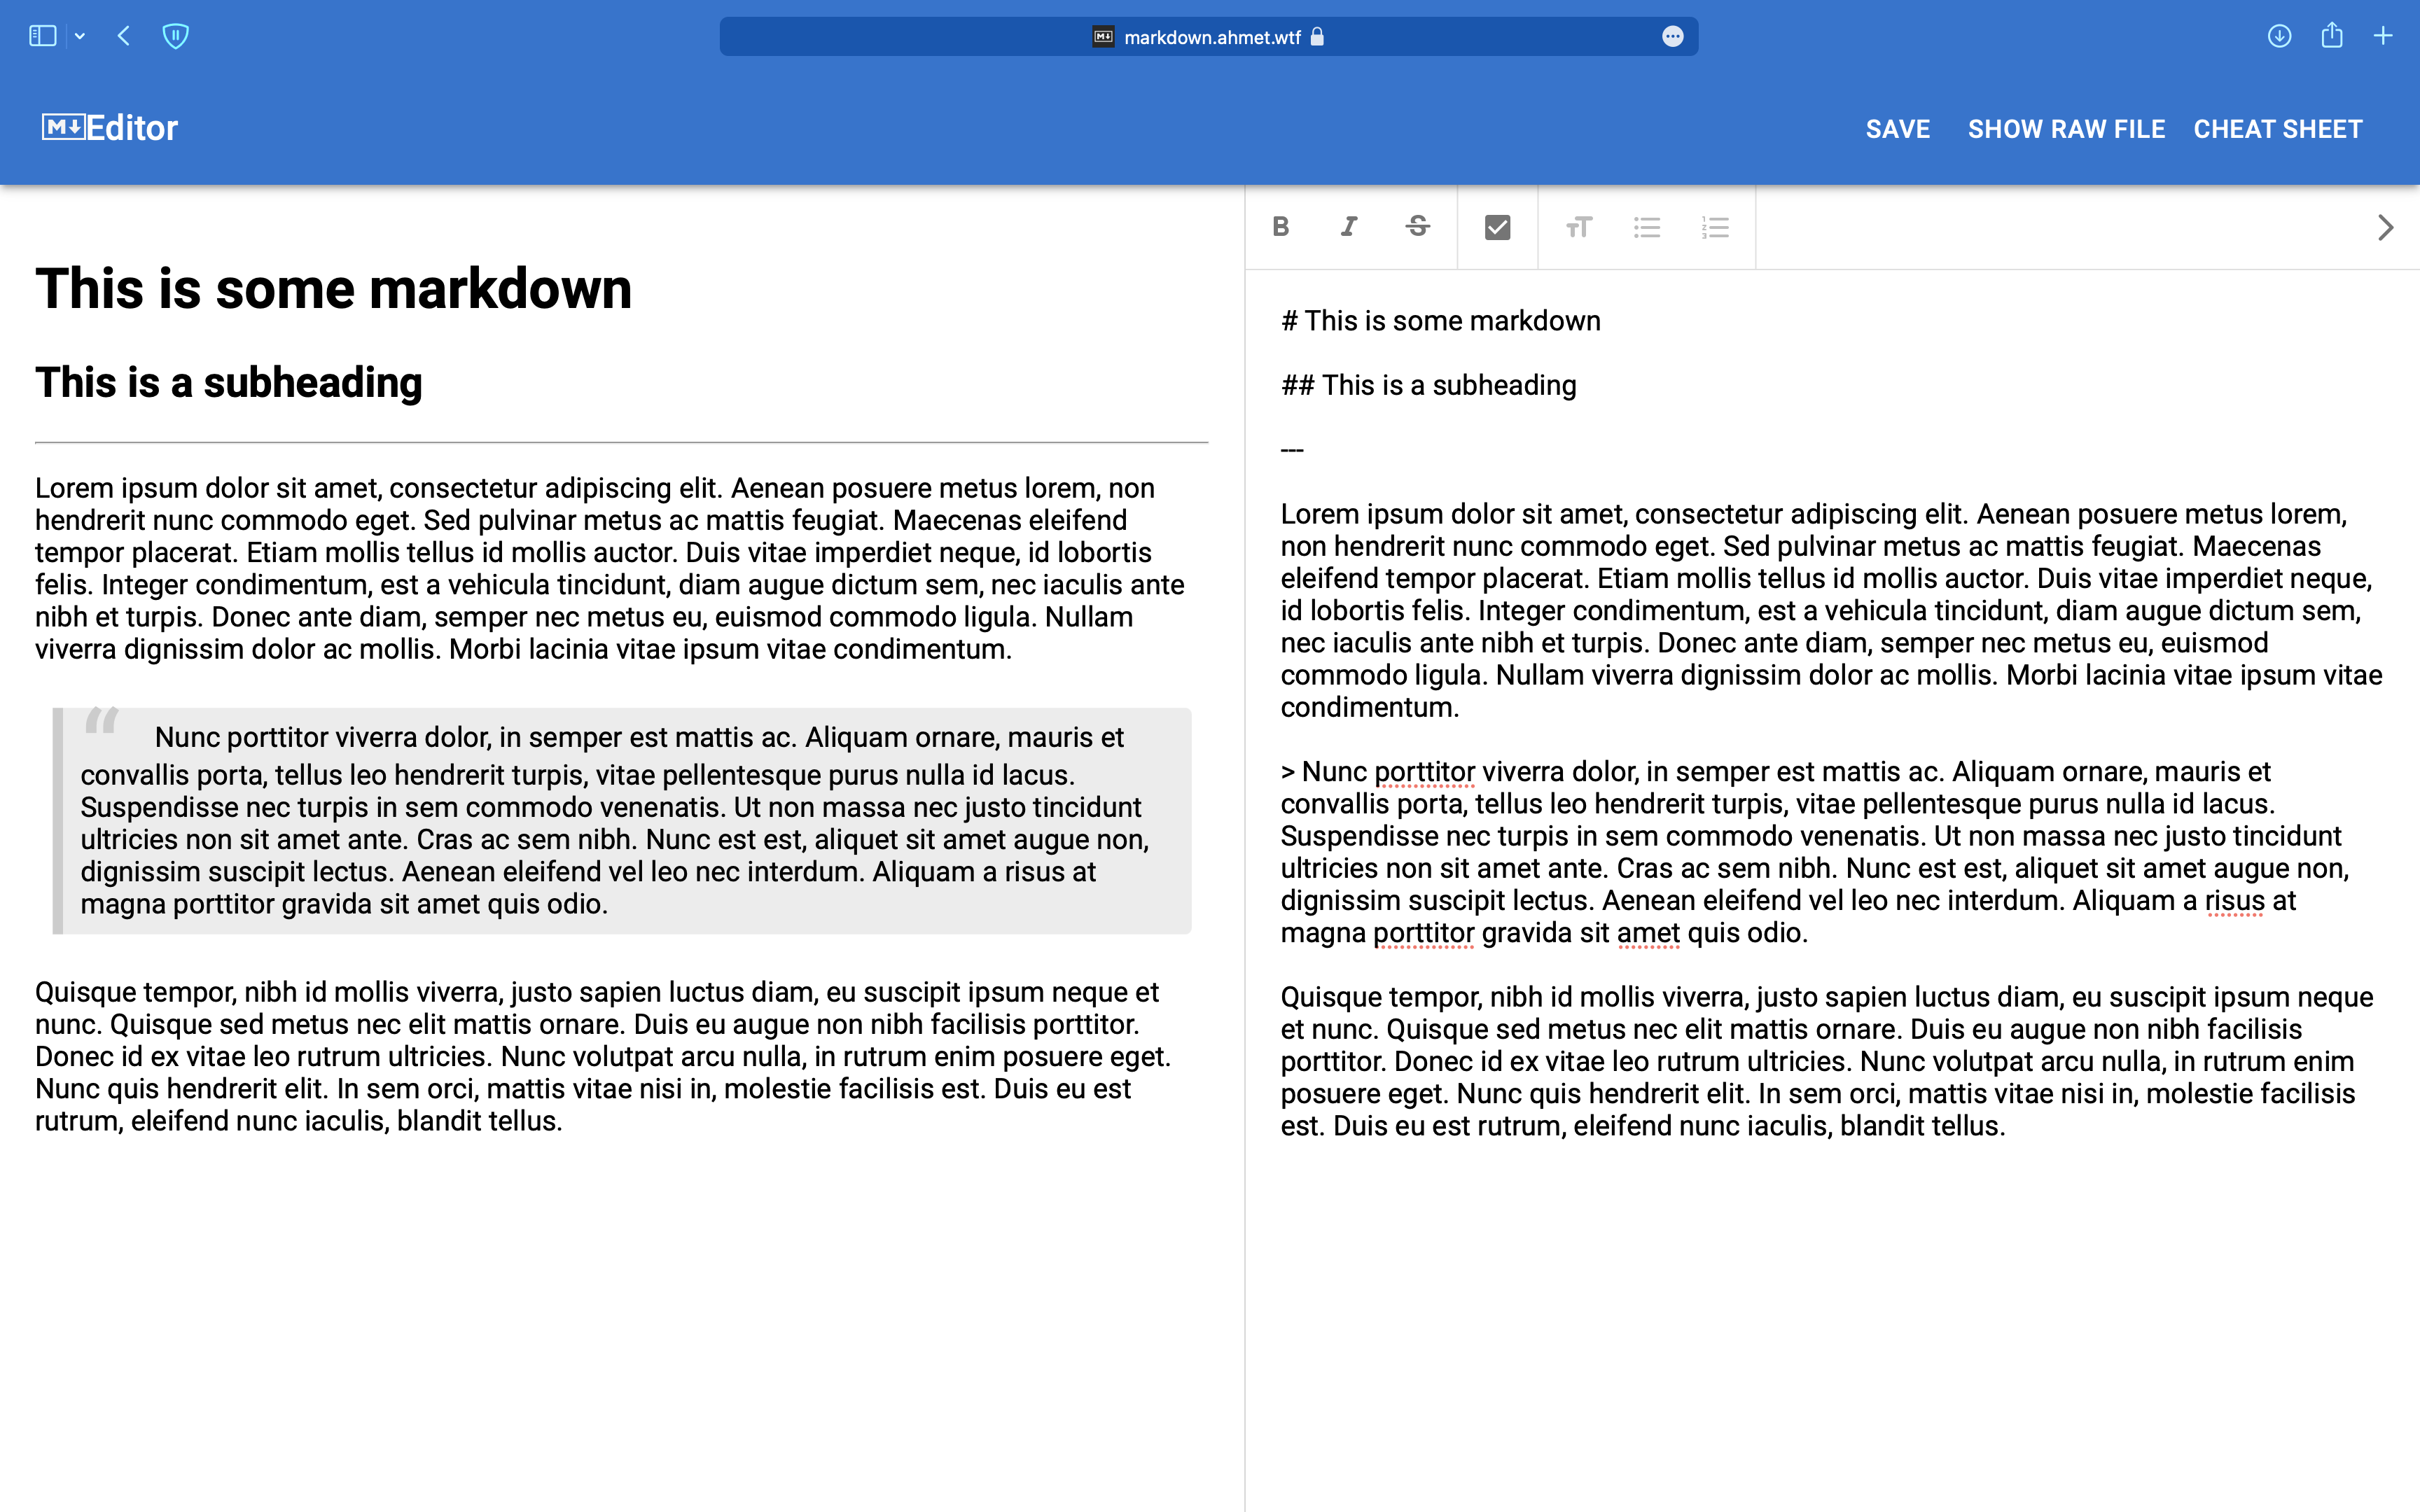 markdown.ahmet.wtf
M↓Editor
SAVE SHOW RAW FILE CHEAT SHEET
This is some markdown
This is a subheading
Lorem ipsum dolor sit amet, consectetur adipiscing elit. Aenean posuere metus lorem, non
hendrerit nunc commodo eget. Sed pulvinar metus ac mattis feugiat. Maecenas eleifend
tempor placerat. Etiam mollis tellus id mollis auctor. Duis vitae imperdiet neque, id lobortis
felis. Integer condimentum, est a vehicula tincidunt, diam augue dictum sem, nec iaculis ante
nibh et turpis. Donec ante diam, semper nec metus eu, euismod commodo ligula. Nullam
viverra dignissim dolor ac mollis. Morbi lacinia vitae ipsum vitae condimentum.
“ Nunc porttitor viverra dolor, in semper est mattis ac. Aliquam ornare, mauris et
convallis porta, tellus leo hendrerit turpis, vitae pellentesque purus nulla id lacus.
Suspendisse nec turpis in sem commodo venenatis. Ut non massa nec justo tincidunt
ultricies non sit amet ante. Cras ac sem nibh. Nunc est est, aliquet sit amet augue non,
dignissim suscipit lectus. Aenean eleifend vel leo nec interdum. Aliquam a risus at
magna porttitor gravida sit amet quis odio.
Quisque tempor, nibh id mollis viverra, justo sapien luctus diam, eu suscipit ipsum neque et
nunc. Quisque sed metus nec elit mattis ornare. Duis eu augue non nibh facilisis porttitor.
Donec id ex vitae leo rutrum ultricies. Nunc volutpat arcu nulla, in rutrum enim posuere eget.
Nunc quis hendrerit elit. In sem orci, mattis vitae nisi in, molestie facilisis est. Duis eu est
rutrum, eleifend nunc iaculis, blandit tellus.
B I S
# This is some markdown
## This is a subheading
---
Lorem ipsum dolor sit amet, consectetur adipiscing elit. Aenean posuere metus lorem,
non hendrerit nunc commodo eget. Sed pulvinar metus ac mattis feugiat. Maecenas
eleifend tempor placerat. Etiam mollis tellus id mollis auctor. Duis vitae imperdiet neque,
id lobortis felis. Integer condimentum, est a vehicula tincidunt, diam augue dictum sem,
nec iaculis ante nibh et turpis. Donec ante diam, semper nec metus eu, euismod
commodo ligula. Nullam viverra dignissim dolor ac mollis. Morbi lacinia vitae ipsum vitae
condimentum.
> Nunc porttitor viverra dolor, in semper est mattis ac. Aliquam ornare, mauris et
convallis porta, tellus leo hendrerit turpis, vitae pellentesque purus nulla id lacus.
Suspendisse nec turpis in sem commodo venenatis. Ut non massa nec justo tincidunt
ultricies non sit amet ante. Cras ac sem nibh. Nunc est est, aliquet sit amet augue non,
dignissim suscipit lectus. Aenean eleifend vel leo nec interdum. Aliquam a risus at
magna porttitor gravida sit amet quis odio.
Quisque tempor, nibh id mollis viverra, justo sapien luctus diam, eu suscipit ipsum neque
et nunc. Quisque sed metus nec elit mattis ornare. Duis eu augue non nibh facilisis
porttitor. Donec id ex vitae leo rutrum ultricies. Nunc volutpat arcu nulla, in rutrum enim
posuere eget. Nunc quis hendrerit elit. In sem orci, mattis vitae nisi in, molestie facilisis
est. Duis eu est rutrum, eleifend nunc iaculis, blandit tellus.